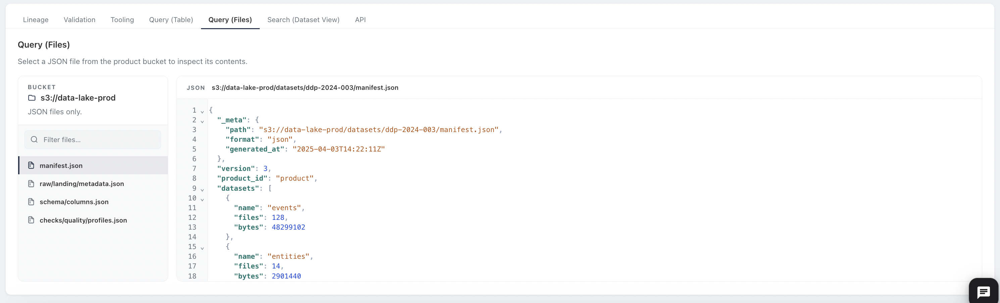 Lineage Validation Tooling Query (Table) Query (Files) Search (Dataset View) API
Query (Files)
Select a JSON file from the product bucket to inspect its contents.
BUCKET
s3://data-lake-prod
JSON files only.
Filter files...
manifest.json
raw/landing/metadata.json
schema/columns.json
checks/quality/profiles.json
JSON s3://data-lake-prod/datasets/ddp-2024-003/manifest.json
1 {
2 "_meta": {
3 "path": "s3://data-lake-prod/datasets/ddp-2024-003/manifest.json",
4 "format": "json",
5 "generated_at": "2025-04-03T14:22:11Z"
6 },
7 "version": 3,
8 "product_id": "product",
9 "datasets": [
10 {
11 "name": "events",
12 "files": 128,
13 "bytes": 48299102
14 },
15 {
16 "name": "entities",
17 "files": 14,
18 "bytes": 2901440